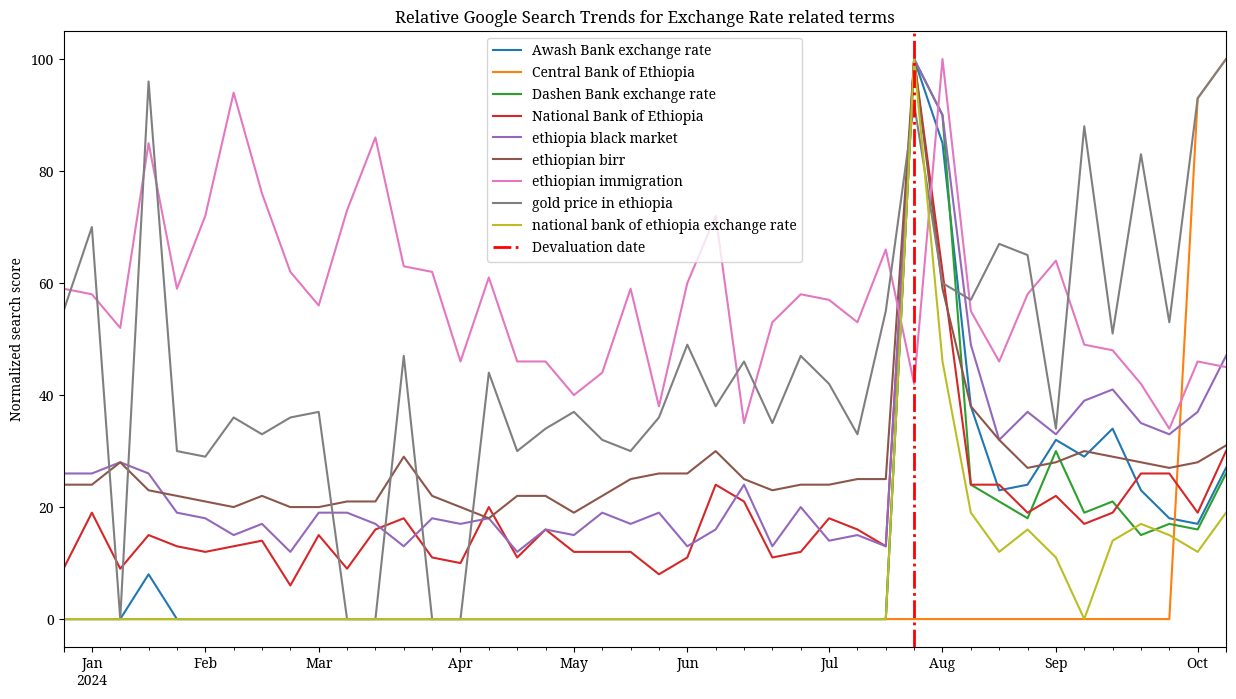 Relative Google Search Trends for Exchange Rate related terms
Normalized search score
100
80
60
40
20
0
Awash Bank exchange rate
Central Bank of Ethiopia
Dashen Bank exchange rate
National Bank of Ethiopia
ethiopia black market
ethiopian birr
ethiopian immigration
gold price in ethiopia
national bank of ethiopia exchange rate
Devaluation date
Jan Feb Mar Apr May Jun Jul Aug Sep Oct
2024